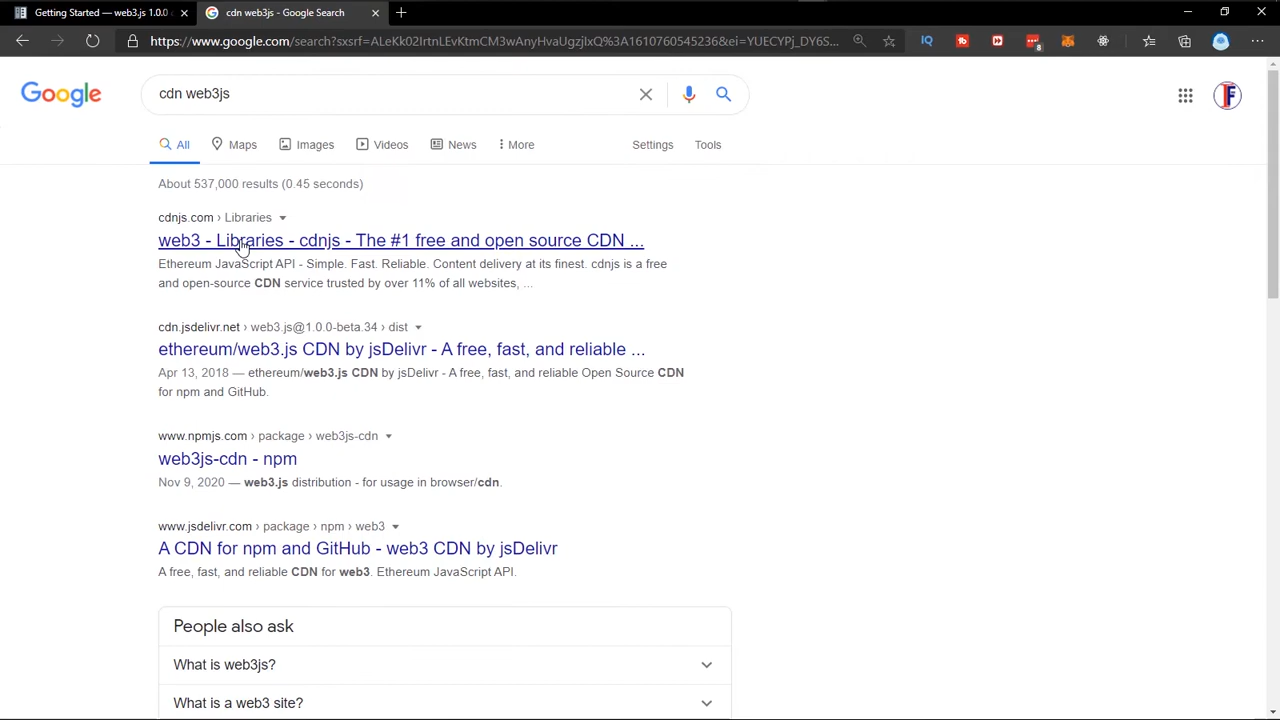 Getting Started — web3.js 1.0.0
cdn web3js - Google Search
https://www.google.com/search?sxsrf=ALeKk02IrtnLEvKtmCM3wAnyHvaUgzjlxQ%3A1610760545236&ei=YUECYPj_DY6S...
8
Google
cdn web3js
F
All
Maps
Images
Videos
News
More
Settings
Tools
About 537,000 results (0.45 seconds)
cdnjs.com › Libraries
web3 - Libraries - cdnjs - The #1 free and open source CDN ...
Ethereum JavaScript API - Simple. Fast. Reliable. Content delivery at its finest. cdnjs is a free
and open-source CDN service trusted by over 11% of all websites, ...
cdn.jsdelivr.net › web3.js@1.0.0-beta.34 › dist
ethereum/web3.js CDN by jsDelivr - A free, fast, and reliable ...
Apr 13, 2018 — ethereum/web3.js CDN by jsDelivr - A free, fast, and reliable Open Source CDN
for npm and GitHub.
www.npmjs.com › package › web3js-cdn
web3js-cdn - npm
Nov 9, 2020 — web3.js distribution - for usage in browser/cdn.
www.jsdelivr.com › package › npm › web3
A CDN for npm and GitHub - web3 CDN by jsDelivr
A free, fast, and reliable CDN for web3. Ethereum JavaScript API.
People also ask
What is web3js?
What is a web3 site?